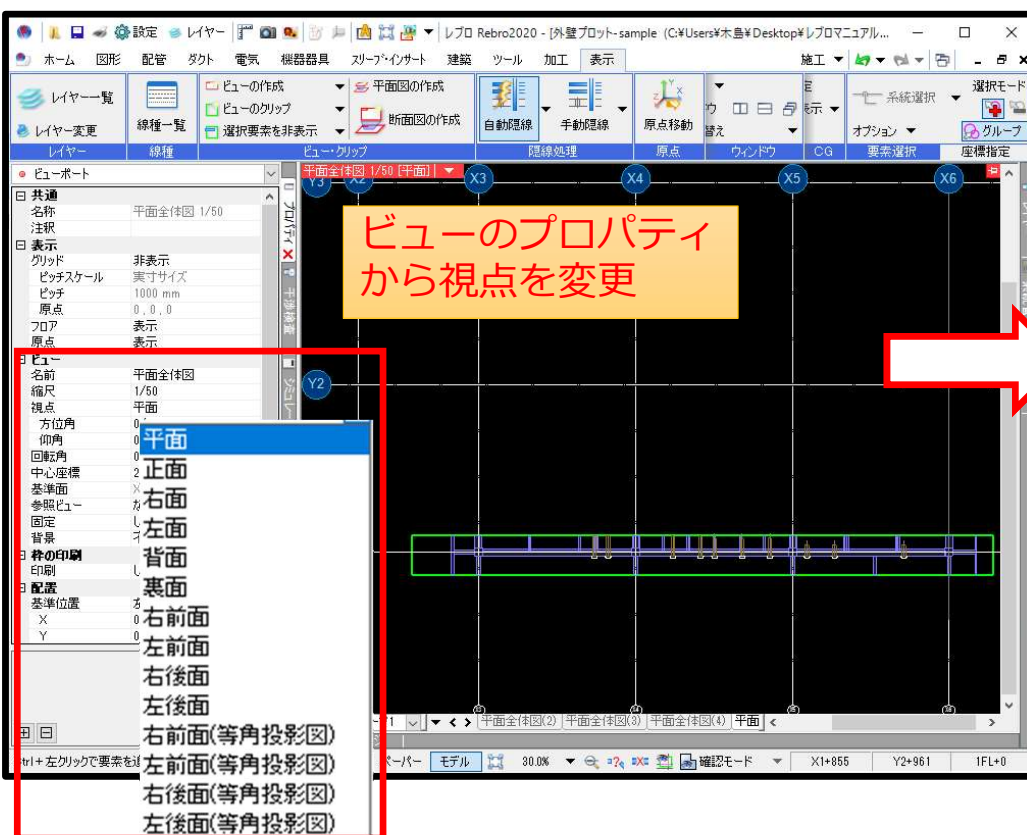 設定 レイヤー レブロ Rebro2020 - [外壁プロット-sample (C:¥Users¥木島¥Desktop¥レブロマニュアル...
ホーム 図形 配管 ダクト 電気 機器器具 スリーブ・インサート 建築 ツール 加工 表示 施工
レイヤー一覧
レイヤー変更
レイヤー
線種一覧
線種
ビューの作成
ビューのクリップ
選択要素を非表示
平面図の作成
断面図の作成
ビュー・クリップ
自動隠線
手動隠線
隠線処理
原点移動
原点
ウィンドウ
CG
系統選択
オプション
要素選択
選択モード
グループ
座標指定
ビューポート
共通
名称 平面全体図 1/50
注釈
表示
グリッド 非表示
ピッチスケール 実寸サイズ
ピッチ 1000 mm
原点 0 , 0 , 0
フロア 表示
原点 表示
ビュー
名前 平面全体図
縮尺 1/50
視点 平面
方位角
仰角
回転角
中心座標
基準面
参照ビュー
固定
背景
枠の印刷
印刷
配置
基準位置
X
Y
平面
正面
右面
左面
背面
裏面
右前面
左前面
右後面
左後面
右前面(等角投影図)
左前面(等角投影図)
右後面(等角投影図)
左後面(等角投影図)
プロパティ
干渉検査
平面全体図 1/50 [平面]
Y3 X2 X3 X4 X5 X6
ビューのプロパティ
から視点を変更
Y2
平面全体図(2) 平面全体図(3) 平面全体図(4) 平面
モデル 30.0% 確認モード X1+855 Y2+961 1FL+0